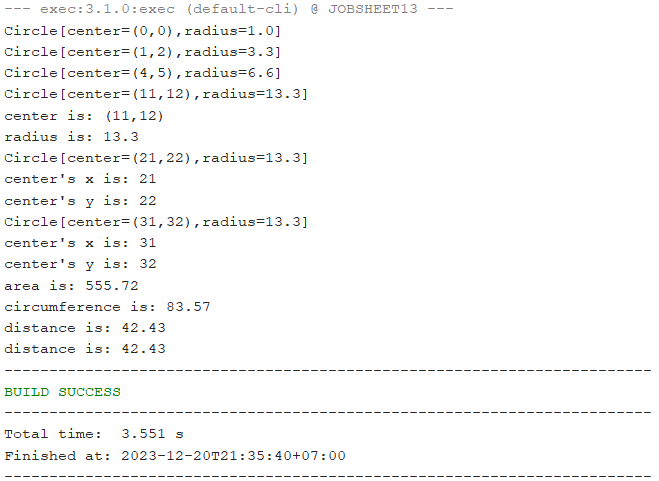 --- exec:3.1.0:exec (default-cli) @ JOBSHEET13 ---
Circle[center=(0,0),radius=1.0]
Circle[center=(1,2),radius=3.3]
Circle[center=(4,5),radius=6.6]
Circle[center=(11,12),radius=13.3]
center is: (11,12)
radius is: 13.3
Circle[center=(21,22),radius=13.3]
center's x is: 21
center's y is: 22
Circle[center=(31,32),radius=13.3]
center's x is: 31
center's y is: 32
area is: 555.72
circumference is: 83.57
distance is: 42.43
distance is: 42.43
------------------------------------------------------------------------
BUILD SUCCESS
------------------------------------------------------------------------
Total time:  3.551 s
Finished at: 2023-12-20T21:35:40+07:00
------------------------------------------------------------------------